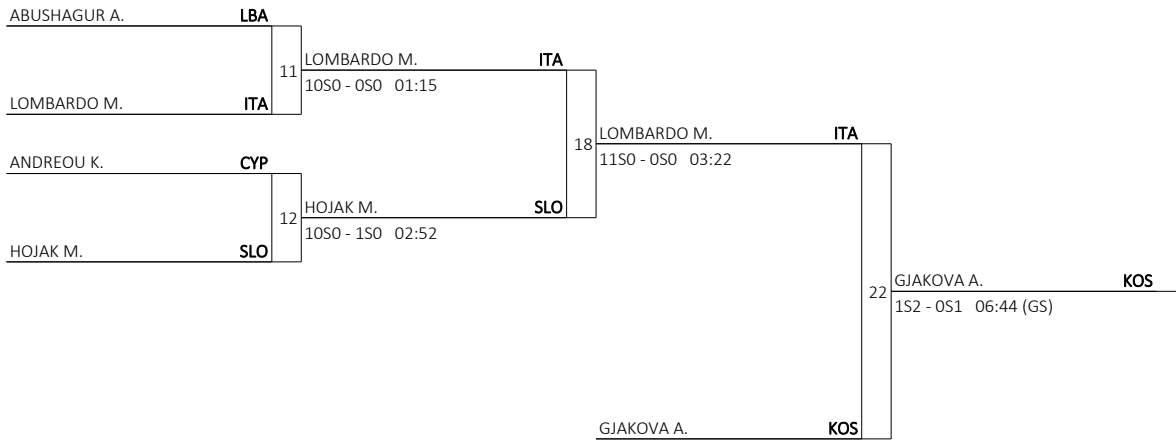 ABUSHAGUR A. LBA
11
LOMBARDO M. ITA
10S0 - 0S0 01:15
LOMBARDO M. ITA
18
LOMBARDO M. ITA
11S0 - 0S0 03:22
ANDREOU K. CYP
12
HOJAK M. SLO
10S0 - 1S0 02:52
HOJAK M. SLO
22
GJAKOVA A. KOS
1S2 - 0S1 06:44 (GS)
GJAKOVA A. KOS